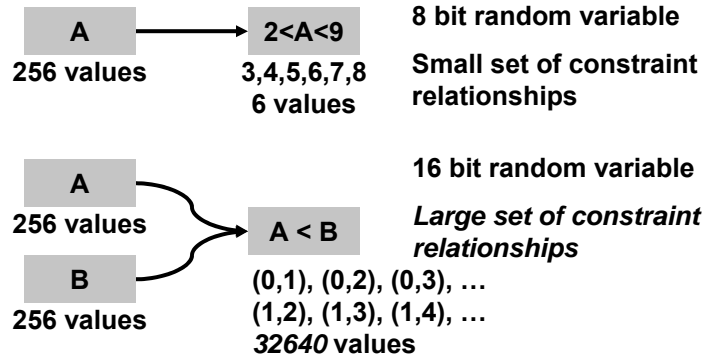 A
256 values
2<A<9
3,4,5,6,7,8
6 values
8 bit random variable
Small set of constraint
relationships
A
256 values
B
256 values
A < B
(0,1), (0,2), (0,3), …
(1,2), (1,3), (1,4), …
32640 values
16 bit random variable
Large set of constraint
relationships